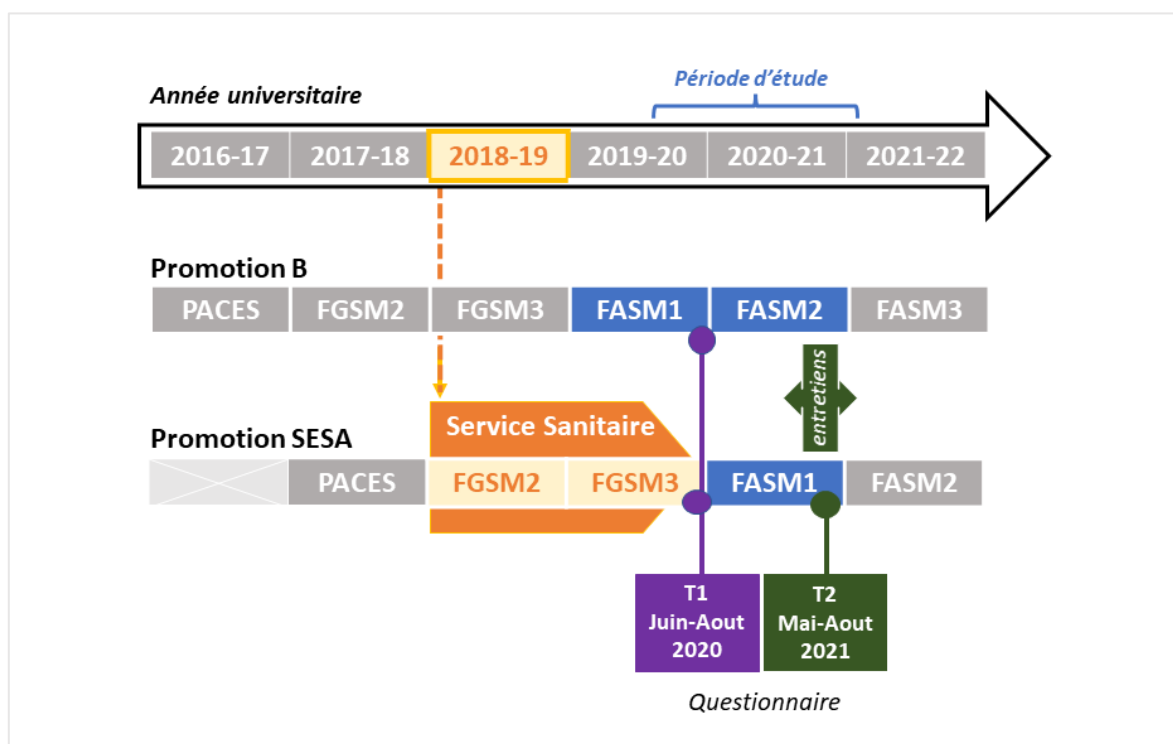 Période d'étude
Année universitaire
2016-17 2017-18 2018-19 2019-20 2020-21 2021-22
Promotion B
PACES FGSM2 FGSM3 FASM1 FASM2 FASM3
entretiens
Service Sanitaire
Promotion SESA
PACES FGSM2 FGSM3 FASM1 FASM2
T1
Juin-Aout
2020
T2
Mai-Aout
2021
Questionnaire